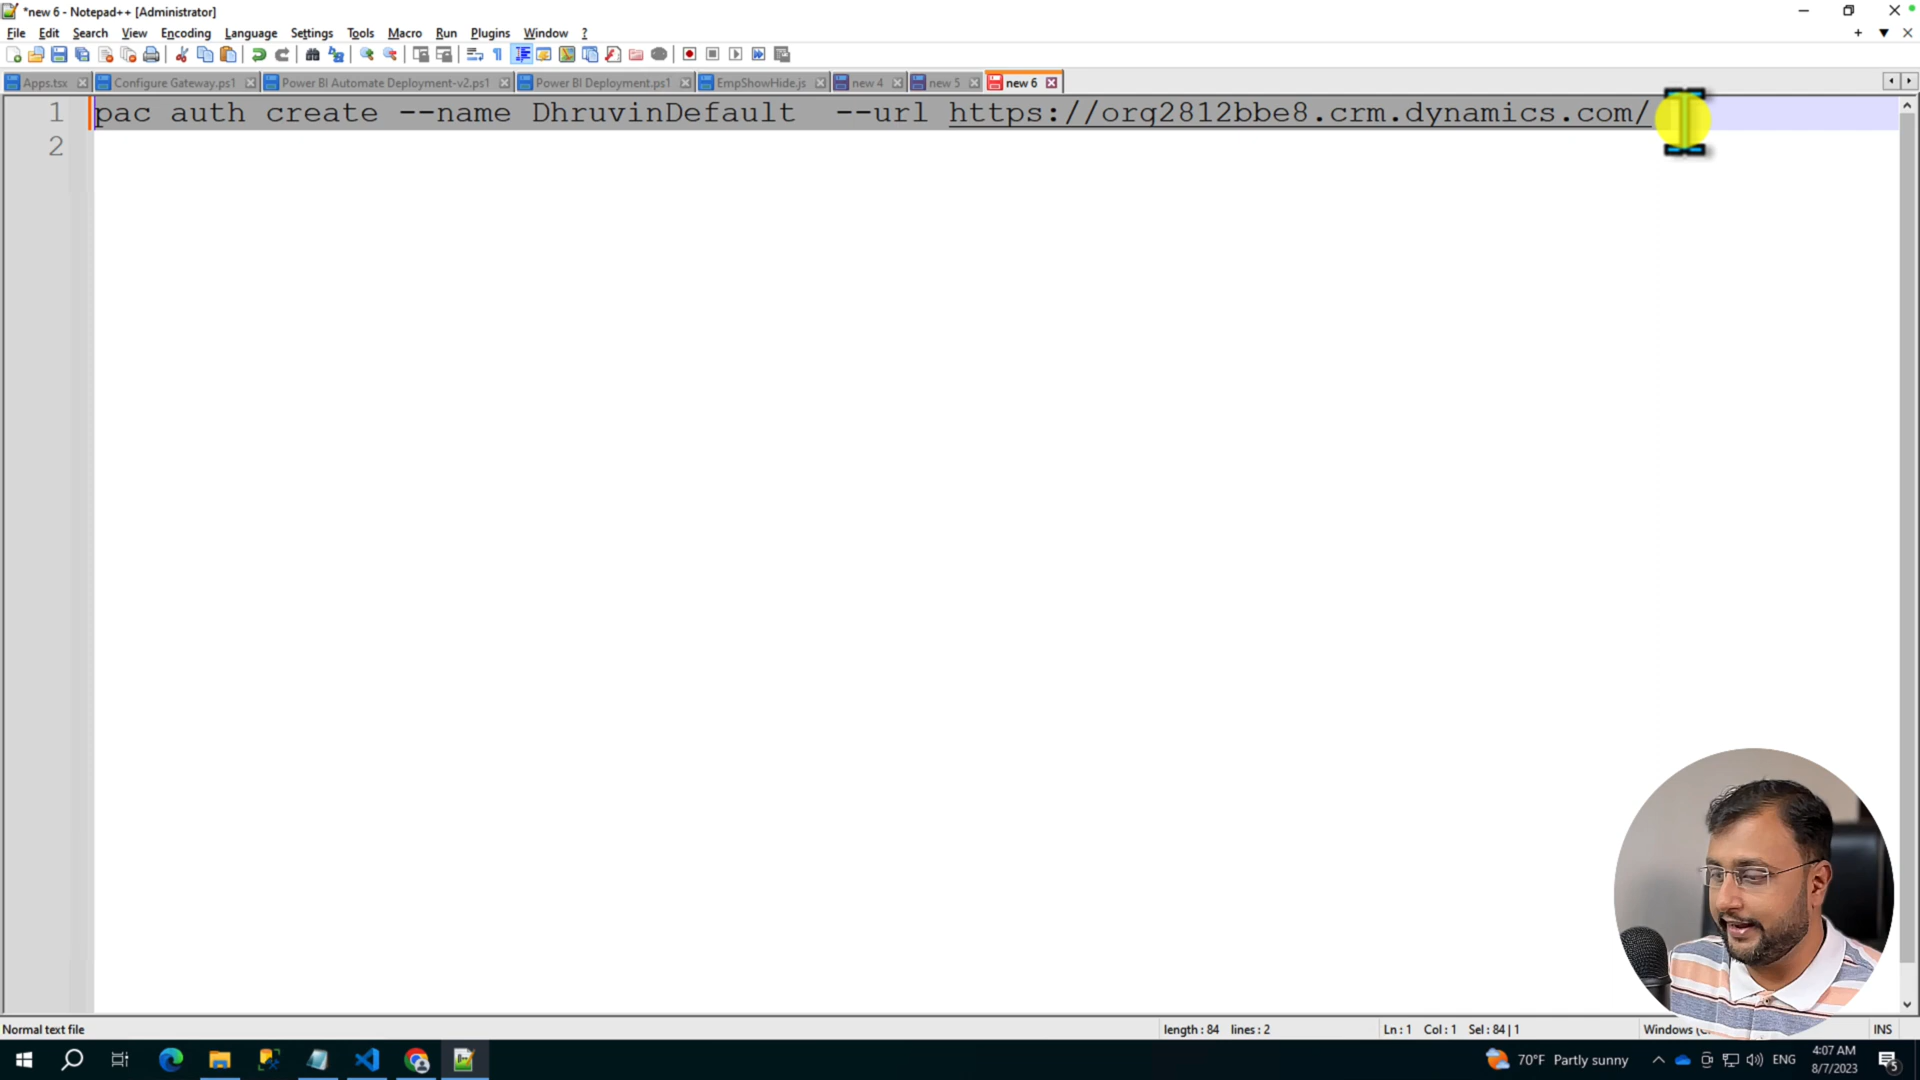 *new 6 - Notepad++ [Administrator]
File Edit Search View Encoding Language Settings Tools Macro Run Plugins Window ?
Apps.tsx Configure Gateway.ps1 Power BI Automate Deployment-v2.ps1 Power BI Deployment.ps1 EmpShowHide.js new 4 new 5 new 6
1 pac auth create --name DhruvinDefault  --url https://org2812bbe8.crm.dynamics.com/
2
Normal text file length : 84 lines : 2 Ln : 1 Col : 1 Sel : 84 | 1 Windows INS
70°F Partly sunny ENG 4:07 AM
8/7/2023
5